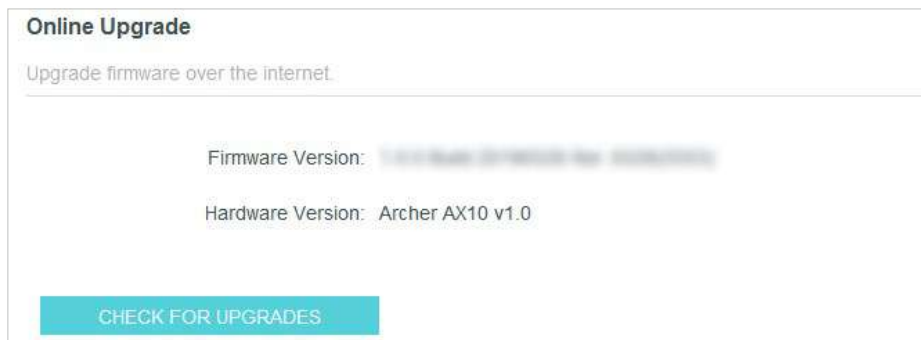 Online Upgrade
Upgrade firmware over the internet.
Firmware Version:
Hardware Version: Archer AX10 v1.0
CHECK FOR UPGRADES